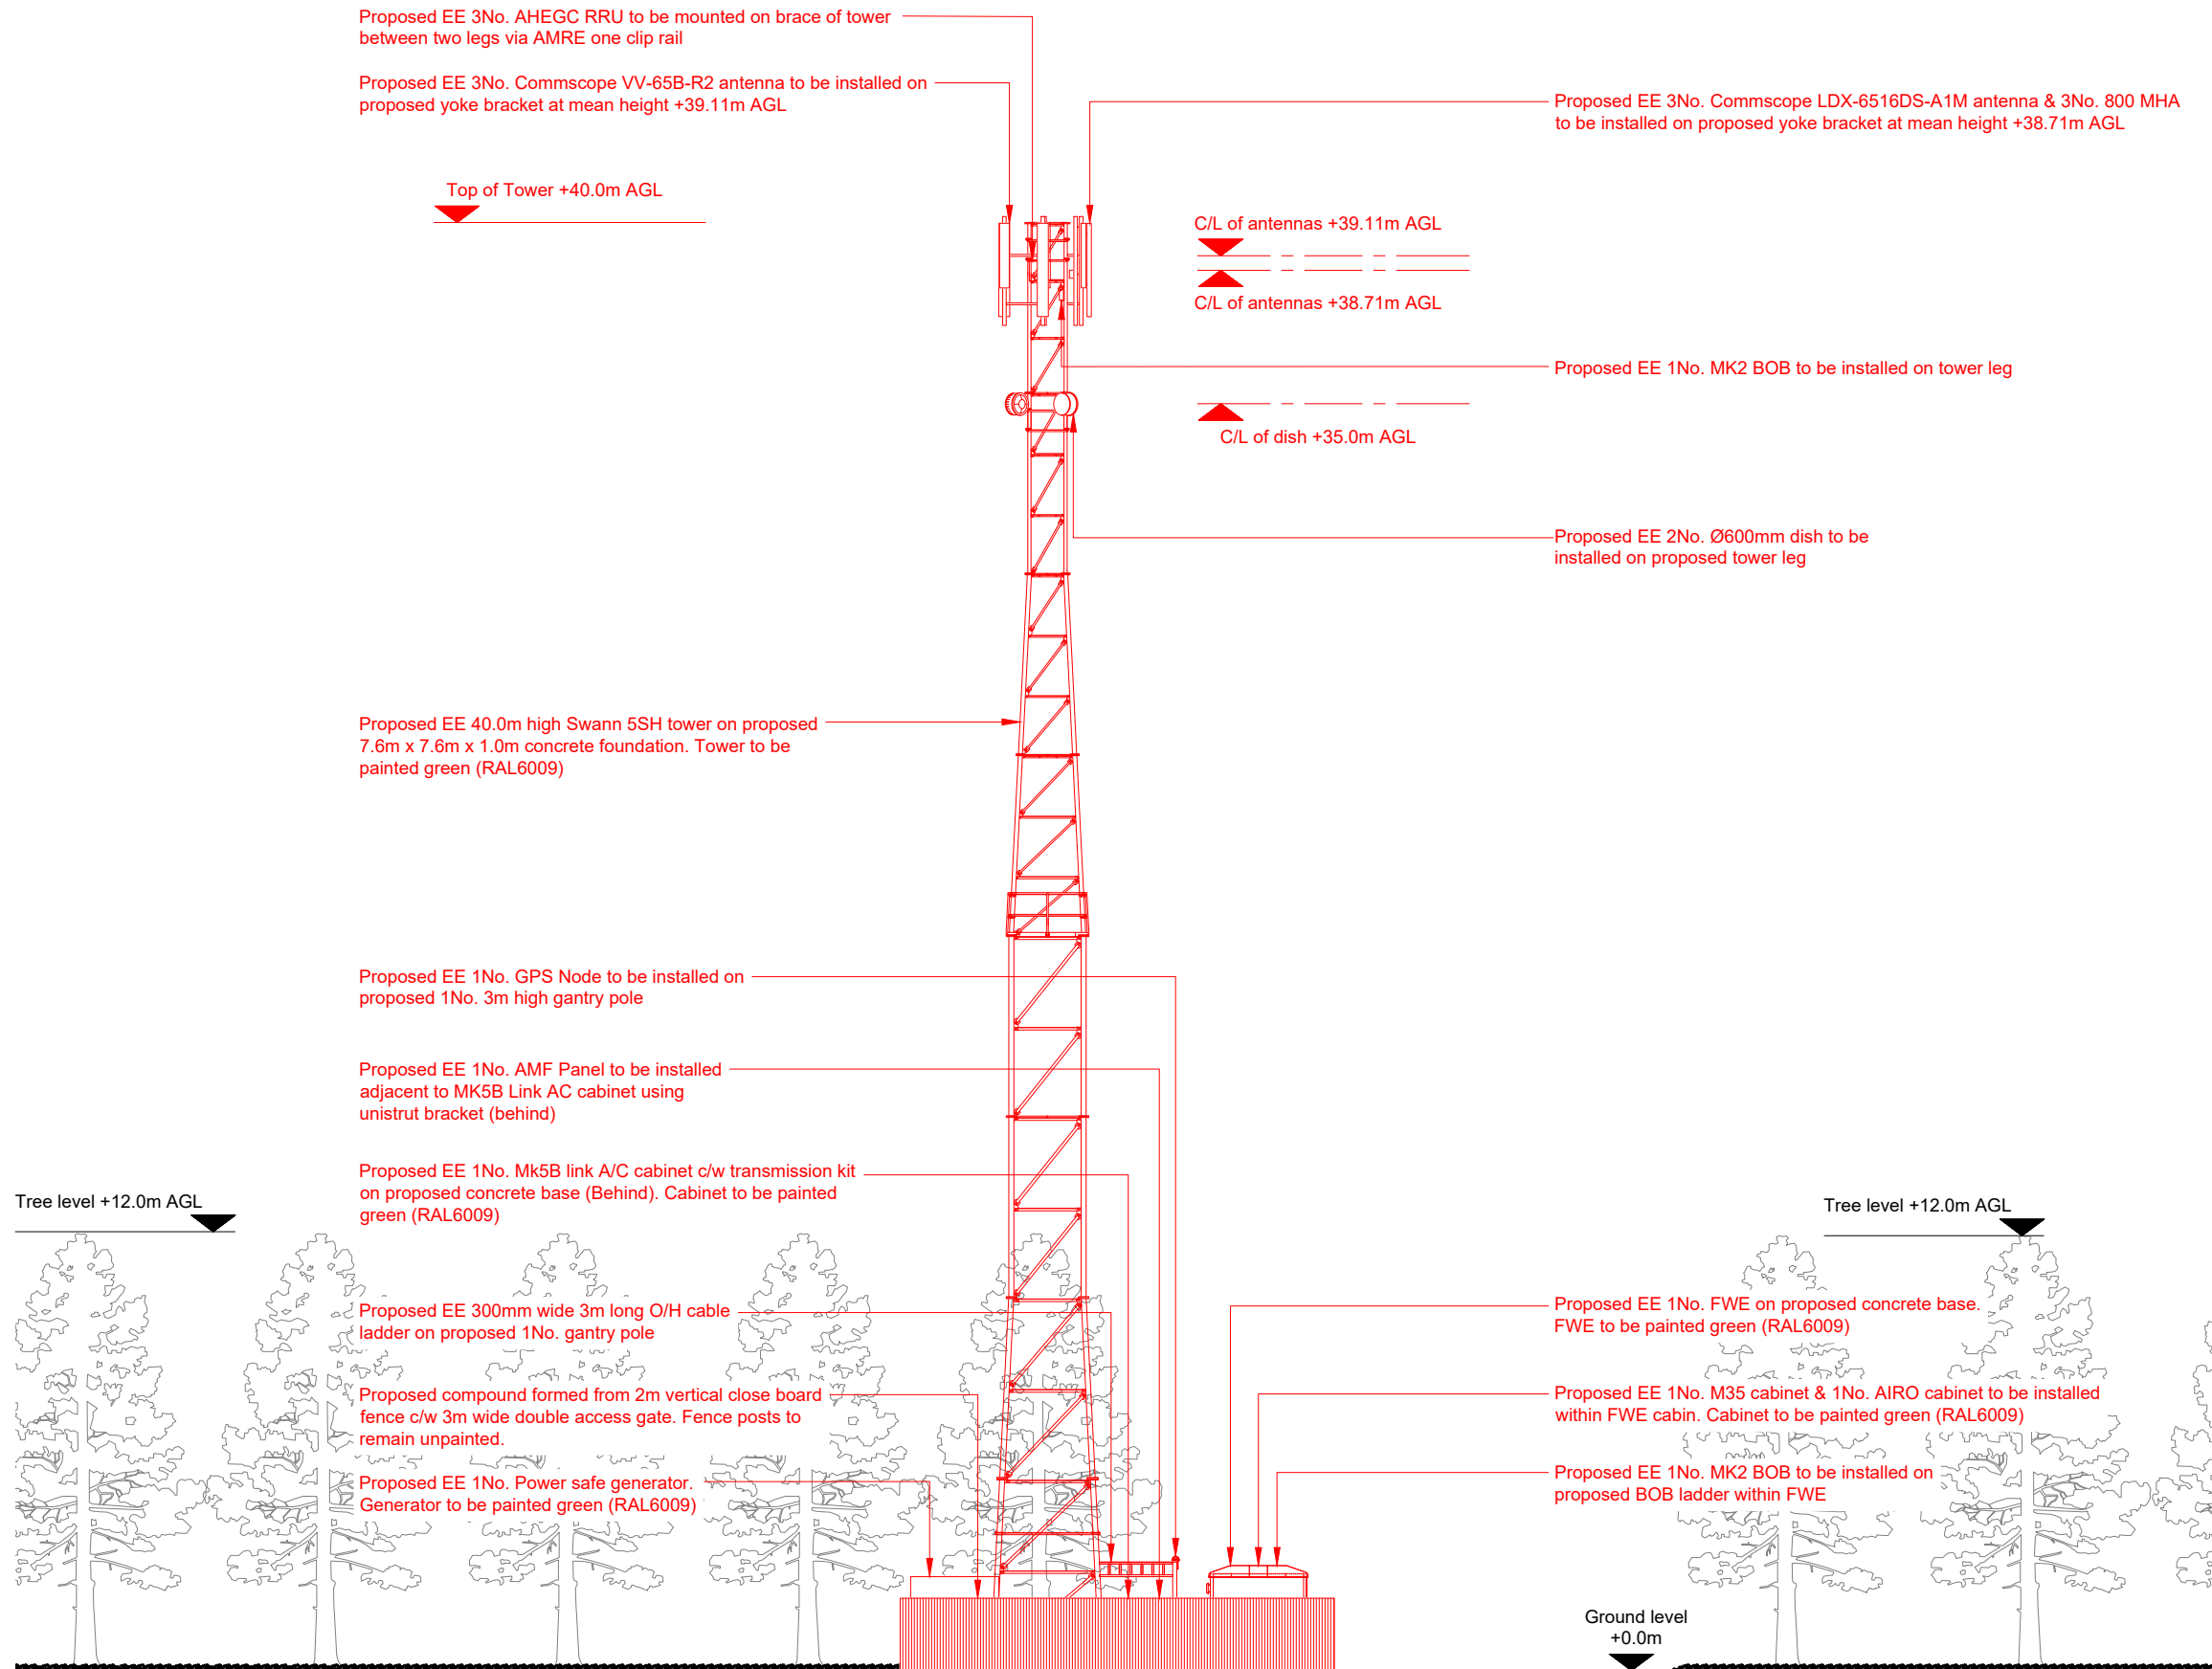 Proposed EE 3No. AHEGC RRU to be mounted on brace of tower
between two legs via AMRE one clip rail
Proposed EE 3No. Commscope VV-65B-R2 antenna to be installed on
proposed yoke bracket at mean height +39.11m AGL
Proposed EE 3No. Commscope LDX-6516DS-A1M antenna & 3No. 800 MHA
to be installed on proposed yoke bracket at mean height +38.71m AGL
Top of Tower +40.0m AGL
C/L of antennas +39.11m AGL
C/L of antennas +38.71m AGL
Proposed EE 1No. MK2 BOB to be installed on tower leg
C/L of dish +35.0m AGL
Proposed EE 2No. Ø600mm dish to be
installed on proposed tower leg
Proposed EE 40.0m high Swann 5SH tower on proposed
7.6m x 7.6m x 1.0m concrete foundation. Tower to be
painted green (RAL6009)
Proposed EE 1No. GPS Node to be installed on
proposed 1No. 3m high gantry pole
Proposed EE 1No. AMF Panel to be installed
adjacent to MK5B Link AC cabinet using
unistrut bracket (behind)
Proposed EE 1No. Mk5B link A/C cabinet c/w transmission kit
on proposed concrete base (Behind). Cabinet to be painted
green (RAL6009)
Tree level +12.0m AGL
Tree level +12.0m AGL
Proposed EE 300mm wide 3m long O/H cable
ladder on proposed 1No. gantry pole
Proposed EE 1No. FWE on proposed concrete base.
FWE to be painted green (RAL6009)
Proposed compound formed from 2m vertical close board
fence c/w 3m wide double access gate. Fence posts to
remain unpainted.
Proposed EE 1No. M35 cabinet & 1No. AIRO cabinet to be installed
within FWE cabin. Cabinet to be painted green (RAL6009)
Proposed EE 1No. Power safe generator.
Generator to be painted green (RAL6009)
Proposed EE 1No. MK2 BOB to be installed on
proposed BOB ladder within FWE
Ground level
+0.0m